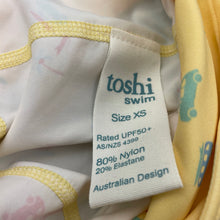 toshi
swim
Size XS
Rated UPF50+
AS/NZS 4399
80% Nylon
20% Elastane
Australian Design